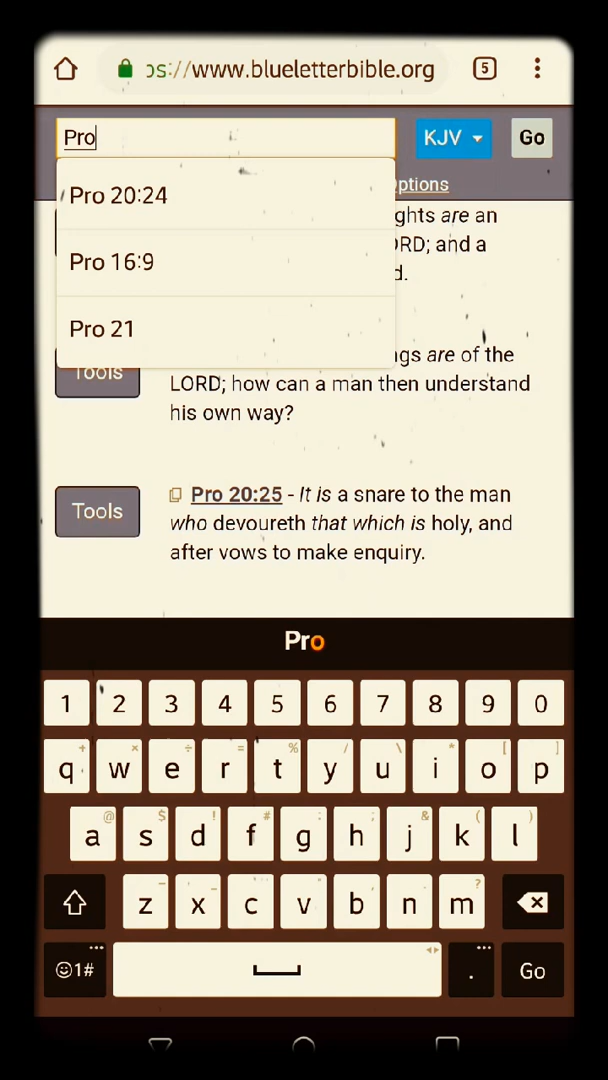 ps://www.blueletterbible.org
5
Pro
KJV
Go
Options
Pro 20:24
Pro 16:9
Pro 21
ghts are an
ORD; and a
d.
ngs are of the
Tools
LORD; how can a man then understand
his own way?
Tools
Pro 20:25 - It is a snare to the man
who devoureth that which is holy, and
after vows to make enquiry.
Pro
1 2 3 4 5 6 7 8 9 0
+ × ÷ = % / \ * [ ]
q w e r t y u i o p
@ $ ! # : ; & ( )
a s d f g h j k l
z x c v b n m ?
1# . Go